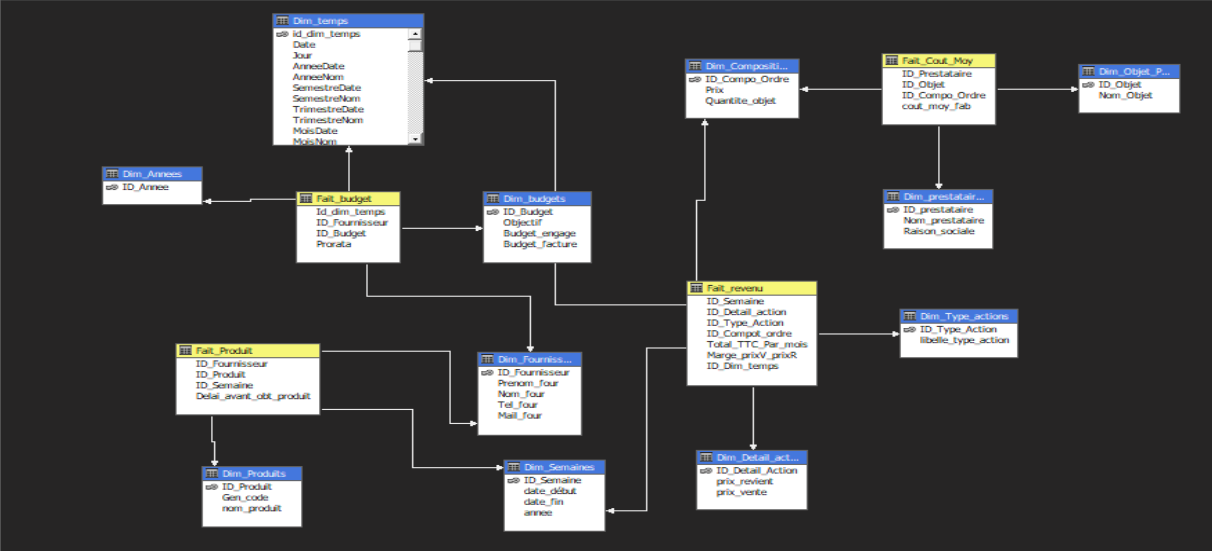 Dim_temps
id_dim_temps
Date
Jour
AnneeDate
AnneeNom
SemestreDate
SemestreNom
TrimestreDate
TrimestreNom
MoisDate
MoisNom
Dim_Compositi...
ID_Compo_Ordre
Prix
Quantite_objet
Fait_Cout_Moy
ID_Prestataire
ID_Objet
ID_Compo_Ordre
cout_moy_fab
Dim_Objet_P...
ID_Objet
Nom_Objet
Dim_Annees
ID_Annee
Fait_budget
Id_dim_temps
ID_Fournisseur
ID_Budget
Prorata
Dim_budgets
ID_Budget
Objectif
Budget_engage
Budget_facture
Dim_prestatair...
ID_prestataire
Nom_prestataire
Raison_sociale
Fait_revenu
ID_Semaine
ID_Detail_action
ID_Type_Action
ID_Compot_ordre
Total_TTC_Par_mois
Marge_prixV_prixR
ID_Dim_temps
Dim_Type_actions
ID_Type_Action
libelle_type_action
Fait_Produit
ID_Fournisseur
ID_Produit
ID_Semaine
Delai_avant_obt_produit
Dim_Fourniss...
ID_Fournisseur
Prenom_four
Nom_four
Tel_four
Mail_four
Dim_Produits
ID_Produit
Gen_code
nom_produit
Dim_Semaines
ID_Semaine
date_début
date_fin
annee
Dim_Detail_act...
ID_Detail_Action
prix_revient
prix_vente